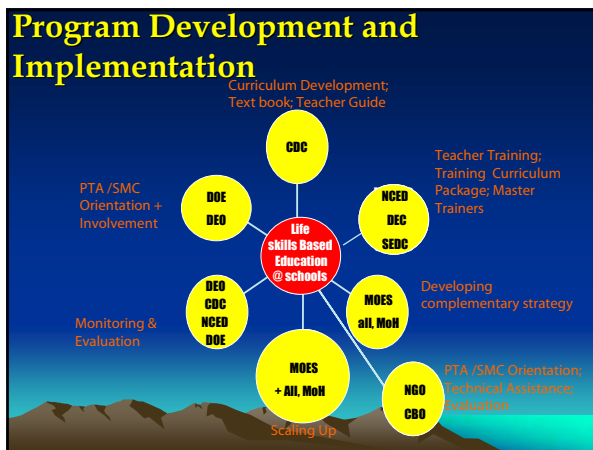 Program Development and
Implementation
Curriculum Development;
Text book; Teacher Guide
CDC
Teacher Training;
Training Curriculum
Package; Master
Trainers
NCED
DEC
SEDC
PTA /SMC
Orientation +
Involvement
DOE
DEO
Life
skills Based
Education
@ schools
MOES
all, MoH
Developing
complementary strategy
DEO
CDC
NCED
DOE
Monitoring &
Evaluation
MOES
+ All, MoH
Scaling Up
NGO
CBO
PTA /SMC Orientation;
Technical Assistance;
Evaluation